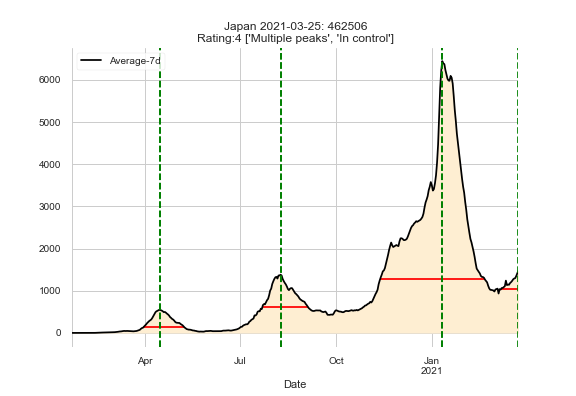 Japan 2021-03-25: 462506
Rating:4 ['Multiple peaks', 'In control']
Average-7d
6000
5000
4000
3000
2000
1000
0
Apr
Jul
Oct
Jan
2021
Date